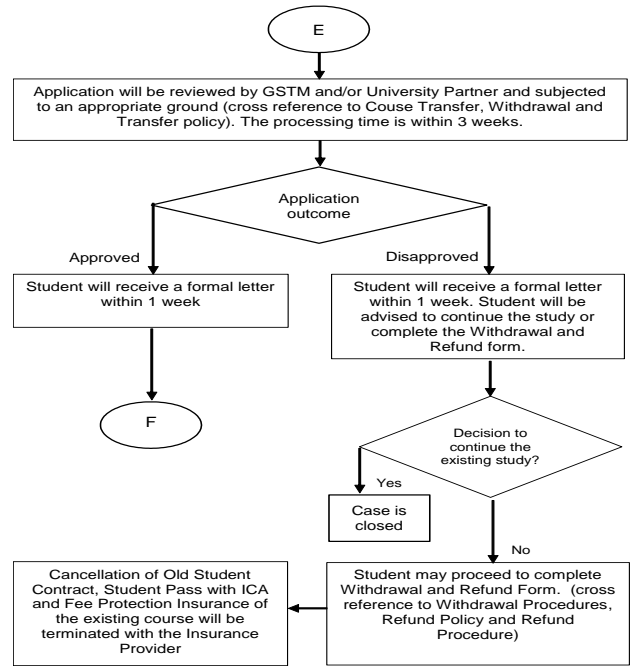 E
Application will be reviewed by GSTM and/or University Partner and subjected
to an appropriate ground (cross reference to Couse Transfer, Withdrawal and
Transfer policy). The processing time is within 3 weeks.
Application
outcome
Approved
Disapproved
Student will receive a formal letter
within 1 week
Student will receive a formal letter
within 1 week. Student will be
advised to continue the study or
complete the Withdrawal and
Refund form.
F
Decision to
continue the
existing study?
Yes
Case is
closed
No
Cancellation of Old Student
Contract, Student Pass with ICA
and Fee Protection Insurance of
the existing course will be
terminated with the Insurance
Provider
Student may proceed to complete
Withdrawal and Refund Form. (cross
reference to Withdrawal Procedures,
Refund Policy and Refund
Procedure)